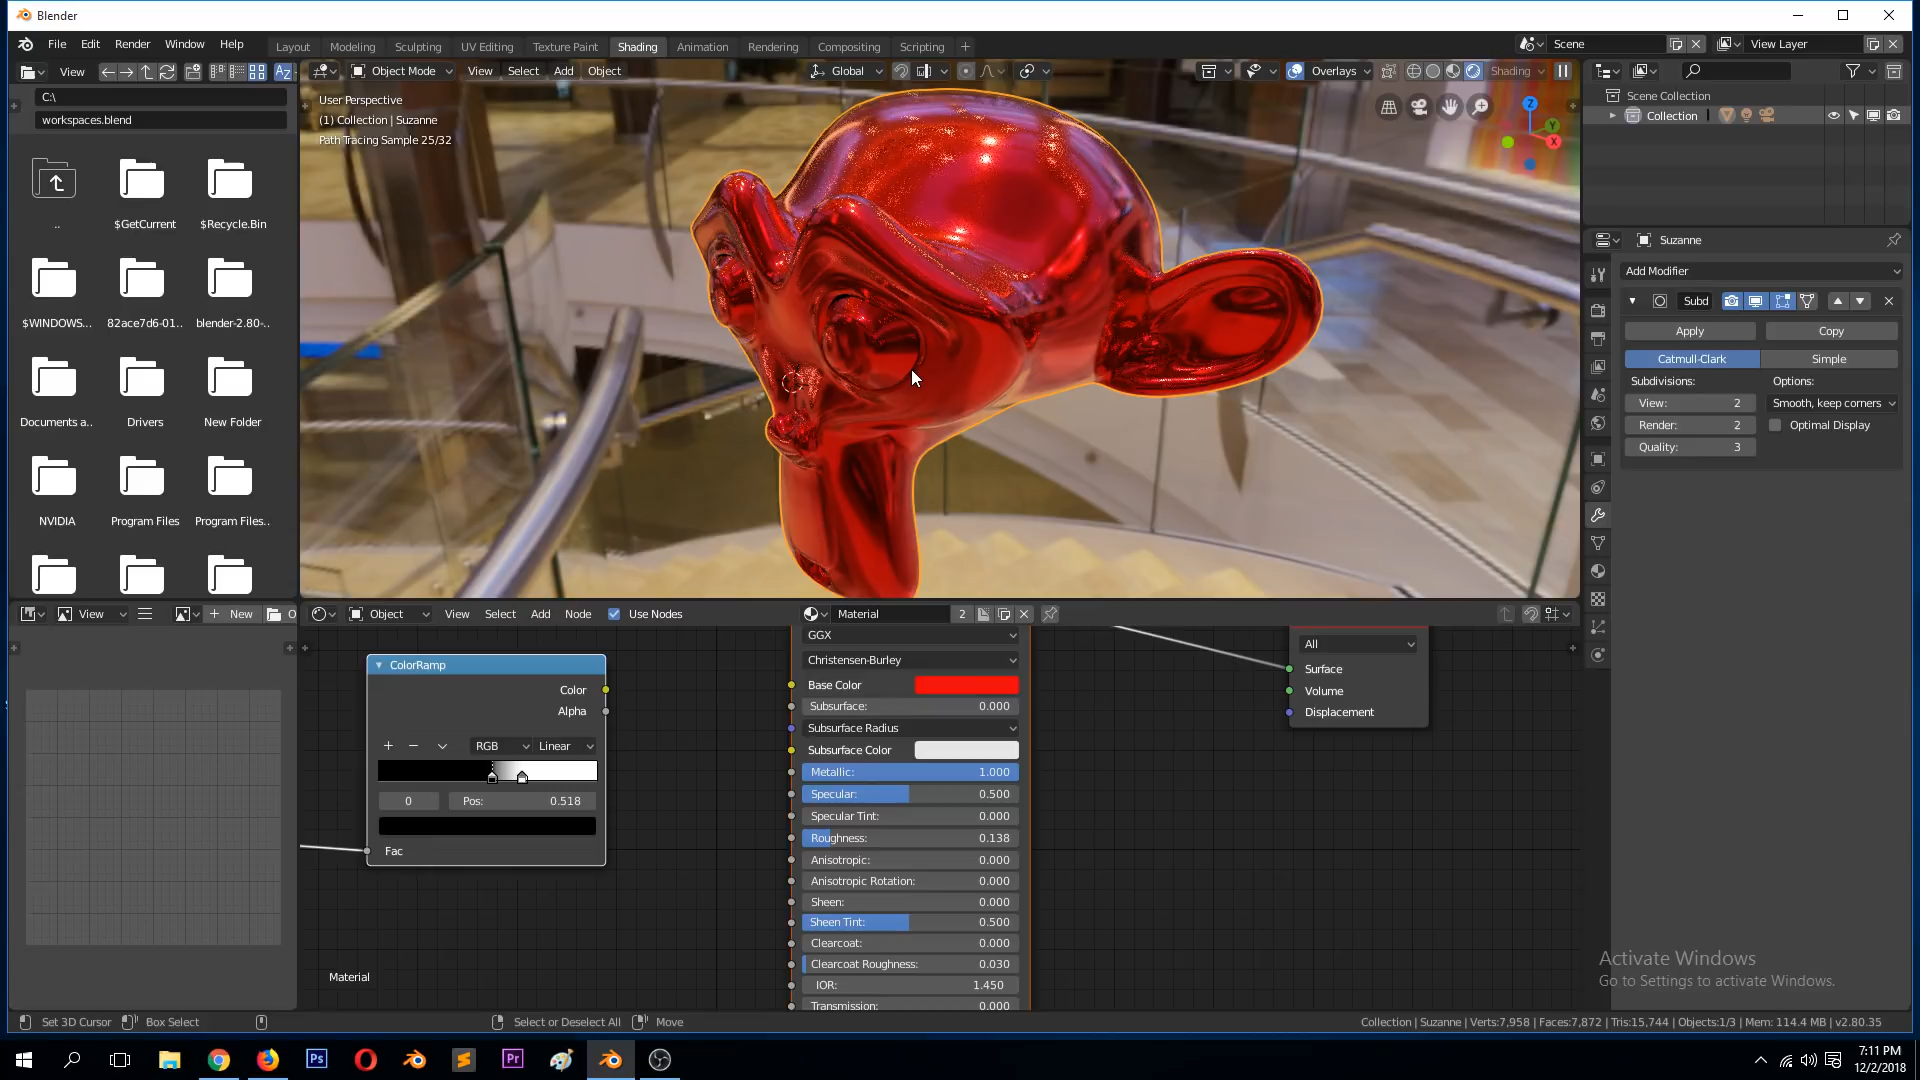 Blender
File Edit Render Window Help Layout Modeling Sculpting UV Editing Texture Paint Shading Animation Rendering Compositing Scripting + Scene View Layer
View Object Mode View Select Add Object Global Overlays Shading
C:\
workspaces.blend
User Perspective
(1) Collection | Suzanne
Path Tracing Sample 25/32
Z
Y
X
Scene Collection
Collection
.. $GetCurrent $Recycle.Bin
$WINDOWS... 82ace7d6-01.. blender-2.80-..
Documents a.. Drivers New Folder
NVIDIA Program Files Program Files..
Suzanne
Add Modifier
Subd
Apply Copy
Catmull-Clark Simple
Subdivisions: Options:
View: 2 Smooth, keep corners
Render: 2 Optimal Display
Quality: 3
View + New O
Object View Select Add Node Use Nodes Material 2
ColorRamp
Color
Alpha
+ − RGB Linear
0 Pos: 0.518
Fac
GGX
Christensen-Burley
Base Color
Subsurface: 0.000
Subsurface Radius
Subsurface Color
Metallic: 1.000
Specular: 0.500
Specular Tint: 0.000
Roughness: 0.138
Anisotropic: 0.000
Anisotropic Rotation: 0.000
Sheen: 0.000
Sheen Tint: 0.500
Clearcoat: 0.000
Clearcoat Roughness: 0.030
IOR: 1.450
Transmission: 0.000
All
Surface
Volume
Displacement
Material
Activate Windows
Go to Settings to activate Windows.
Set 3D Cursor Box Select Select or Deselect All Move Collection | Suzanne | Verts:7,958 | Faces:7,872 | Tris:15,744 | Objects:1/3 | Mem: 114.4 MB | v2.80.35
Ps Pr
7:11 PM
12/2/2018